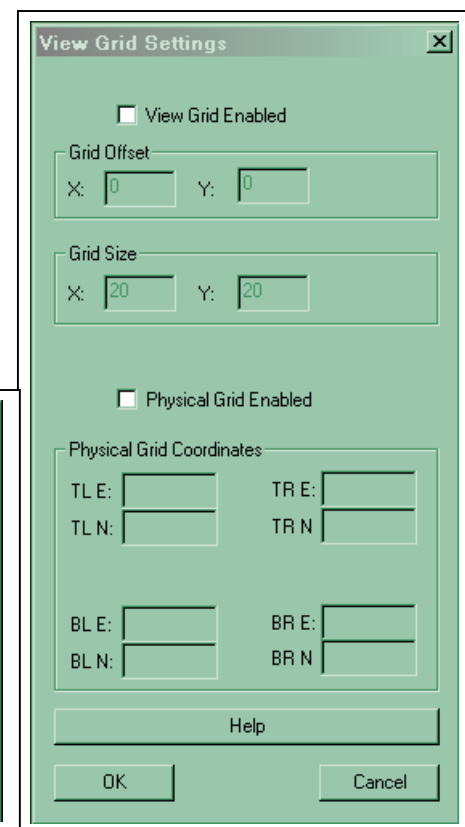 View Grid Settings
View Grid Enabled
Grid Offset
X: 0 Y: 0
Grid Size
X: 20 Y: 20
Physical Grid Enabled
Physical Grid Coordinates
TL E: TR E:
TL N: TR N
BL E: BR E:
BL N: BR N
Help
OK Cancel